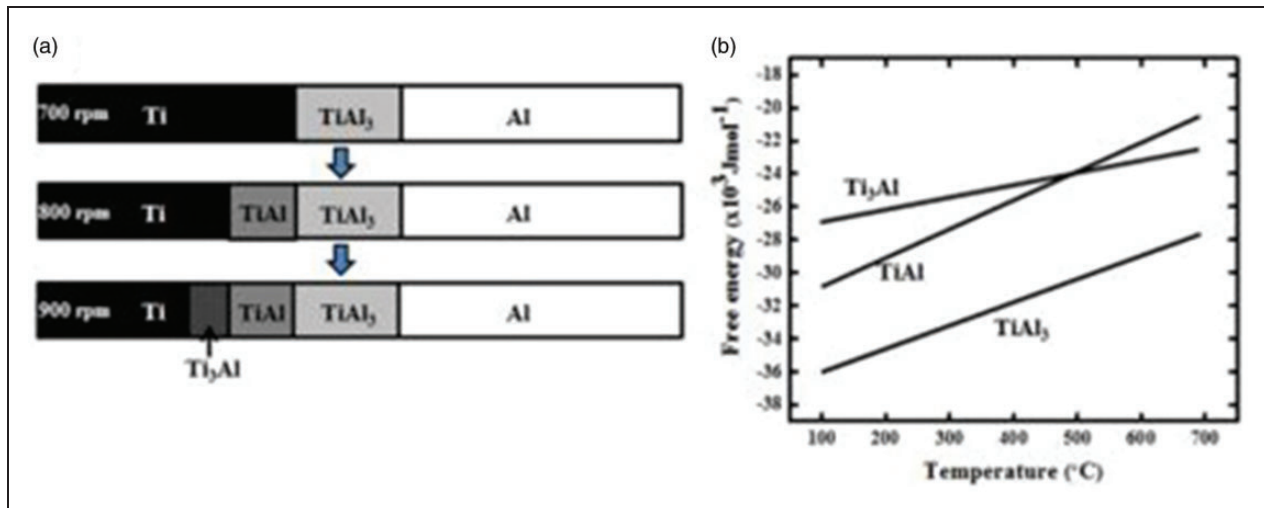 (a)
700 rpm Ti TiAl₃ Al
800 rpm Ti TiAl TiAl₃ Al
900 rpm Ti TiAl TiAl₃ Al
Ti₃Al
(b)
Free energy (x10⁻³Jmol⁻¹)
-18
-20
-22
-24
-26
-28
-30
-32
-34
-36
-38
Ti₃Al
TiAl
TiAl₃
100 200 300 400 500 600 700
Temperature (°C)